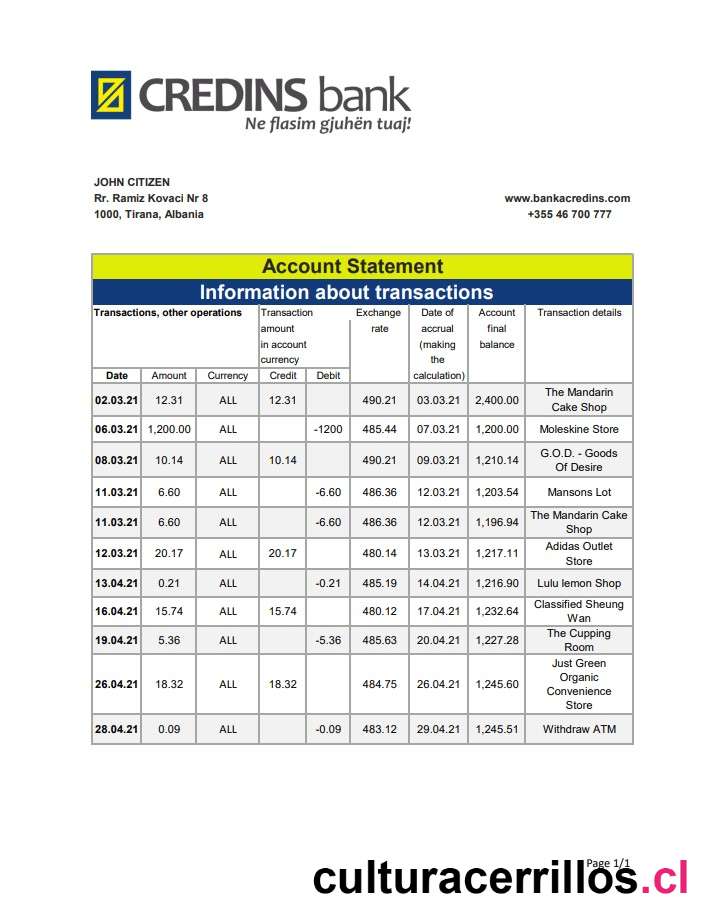 CREDINS bank
Ne flasim gjuhën tuaj!
JOHN CITIZEN
Rr. Ramiz Kovaci Nr 8
1000, Tirana, Albania
www.bankacredins.com
+355 46 700 777
Account Statement
Information about transactions
Transactions, other operations
Transaction
amount
in account
currency
Exchange
rate
Date of
accrual
(making
the
calculation)
Account
final
balance
Transaction details
Date Amount Currency Credit Debit
02.03.21 12.31 ALL 12.31 490.21 03.03.21 2,400.00 The Mandarin
Cake Shop
06.03.21 1,200.00 ALL -1200 485.44 07.03.21 1,200.00 Moleskine Store
08.03.21 10.14 ALL 10.14 490.21 09.03.21 1,210.14 G.O.D. - Goods
Of Desire
11.03.21 6.60 ALL -6.60 486.36 12.03.21 1,203.54 Mansons Lot
11.03.21 6.60 ALL -6.60 486.36 12.03.21 1,196.94 The Mandarin Cake
Shop
12.03.21 20.17 ALL 20.17 480.14 13.03.21 1,217.11 Adidas Outlet
Store
13.04.21 0.21 ALL -0.21 485.19 14.04.21 1,216.90 Lulu lemon Shop
16.04.21 15.74 ALL 15.74 480.12 17.04.21 1,232.64 Classified Sheung
Wan
19.04.21 5.36 ALL -5.36 485.63 20.04.21 1,227.28 The Cupping
Room
26.04.21 18.32 ALL 18.32 484.75 26.04.21 1,245.60 Just Green
Organic
Convenience
Store
28.04.21 0.09 ALL -0.09 483.12 29.04.21 1,245.51 Withdraw ATM
Page 1/1
culturacerrillos.cl